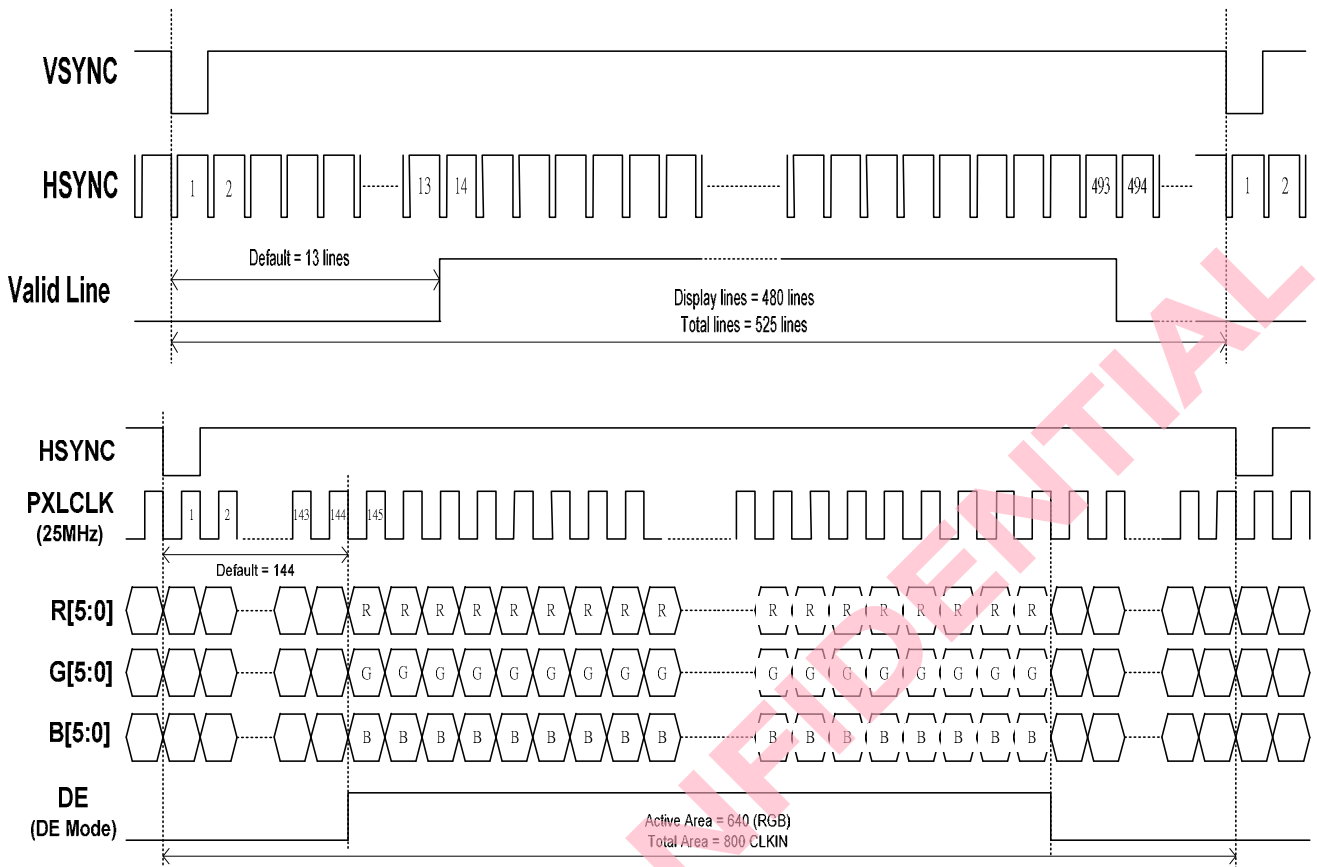 VSYNC
HSYNC
1 2 13 14 493 494 1 2
Default = 13 lines
Valid Line
Display lines = 480 lines
Total lines = 525 lines
HSYNC
PXLCLK
(25MHz)
1 2 143 144 145
Default = 144
R[5:0]
R R R R R R R R R R R R R R R R R
G[5:0]
G G G G G G G G G G G G G G G G G
B[5:0]
B B B B B B B B B B B B B B B B B
DE
(DE Mode)
Active Area = 640 (RGB)
Total Area = 800 CLKIN
NFIDENTIAL